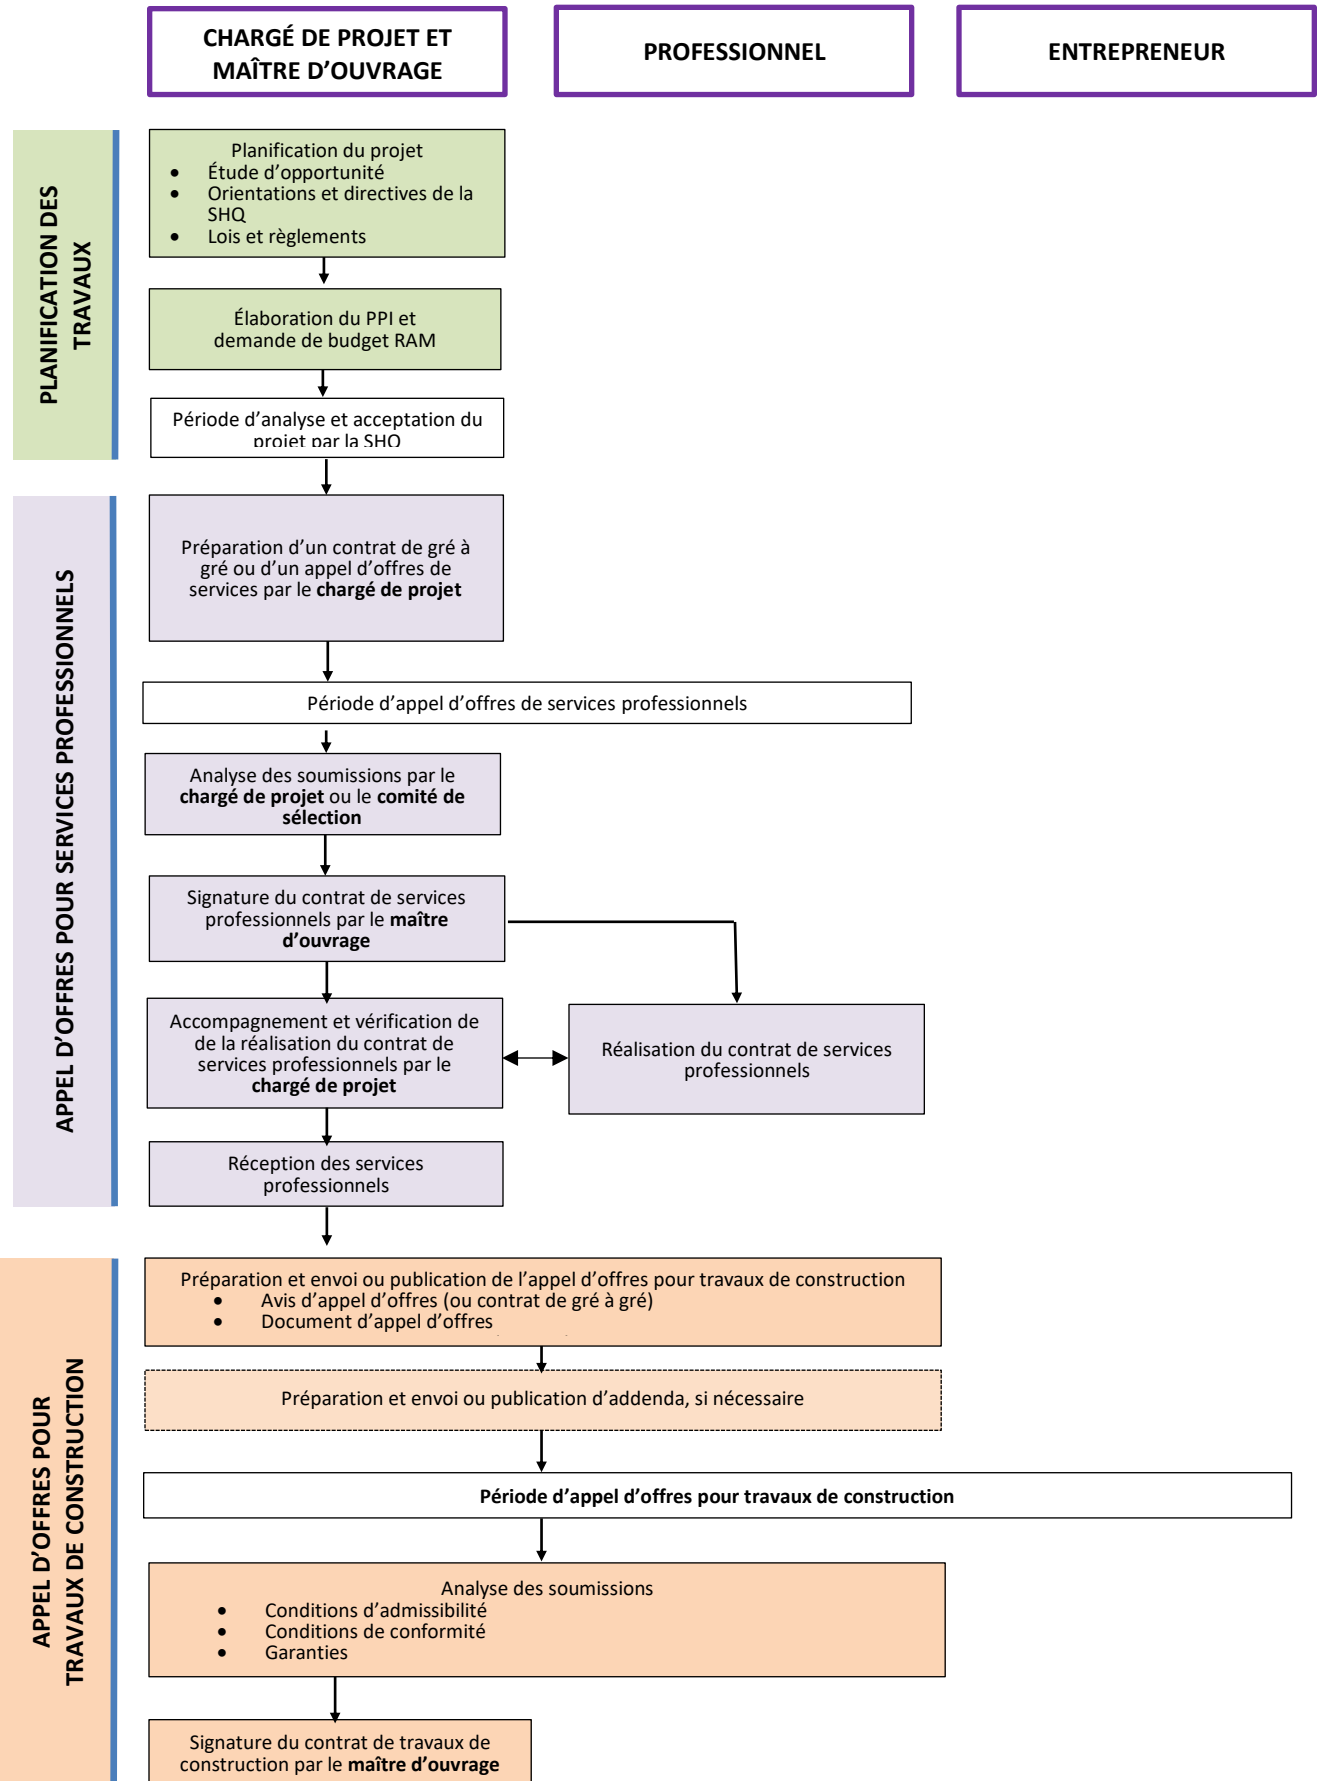 CHARGÉ DE PROJET ET
MAÎTRE D’OUVRAGE
PROFESSIONNEL
ENTREPRENEUR
PLANIFICATION DES
TRAVAUX
Planification du projet
• Étude d’opportunité
• Orientations et directives de la
SHQ
• Lois et règlements
Élaboration du PPI et
demande de budget RAM
Période d’analyse et acceptation du
projet par la SHQ
APPEL D’OFFRES POUR SERVICES PROFESSIONNELS
Préparation d’un contrat de gré à
gré ou d’un appel d’offres de
services par le chargé de projet
Période d’appel d’offres de services professionnels
Analyse des soumissions par le
chargé de projet ou le comité de
sélection
Signature du contrat de services
professionnels par le maître
d’ouvrage
Accompagnement et vérification de
de la réalisation du contrat de
services professionnels par le
chargé de projet
Réalisation du contrat de services
professionnels
Réception des services
professionnels
APPEL D’OFFRES POUR
TRAVAUX DE CONSTRUCTION
Préparation et envoi ou publication de l’appel d’offres pour travaux de construction
• Avis d’appel d’offres (ou contrat de gré à gré)
• Document d’appel d’offres
Préparation et envoi ou publication d’addenda, si nécessaire
Période d’appel d’offres pour travaux de construction
Analyse des soumissions
• Conditions d’admissibilité
• Conditions de conformité
• Garanties
Signature du contrat de travaux de
construction par le maître d’ouvrage